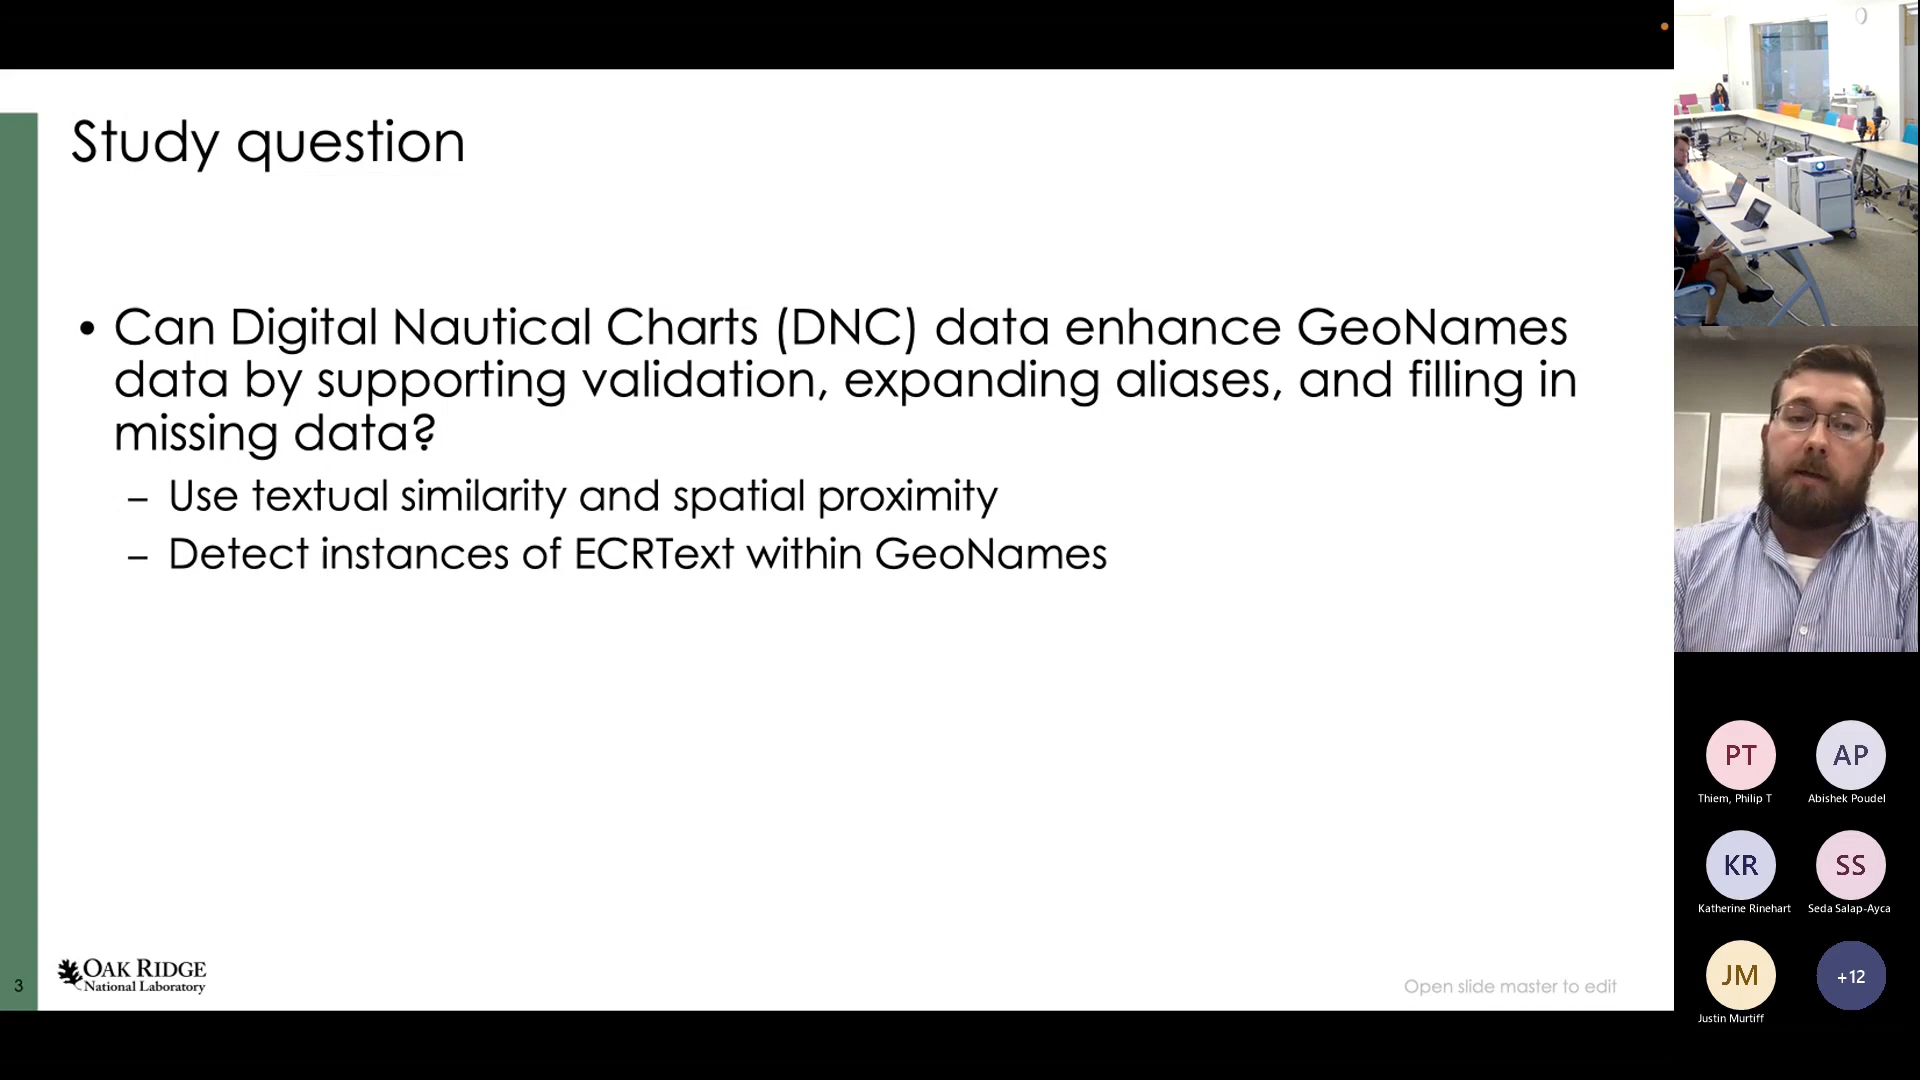 Study question
• Can Digital Nautical Charts (DNC) data enhance GeoNames
data by supporting validation, expanding aliases, and filling in
missing data?
– Use textual similarity and spatial proximity
– Detect instances of ECRText within GeoNames
3
OAK RIDGE
National Laboratory
Open slide master to edit
PT
Thiem, Philip T
AP
Abishek Poudel
KR
Katherine Rinehart
SS
Seda Salap-Ayca
JM
Justin Murtiff
+12